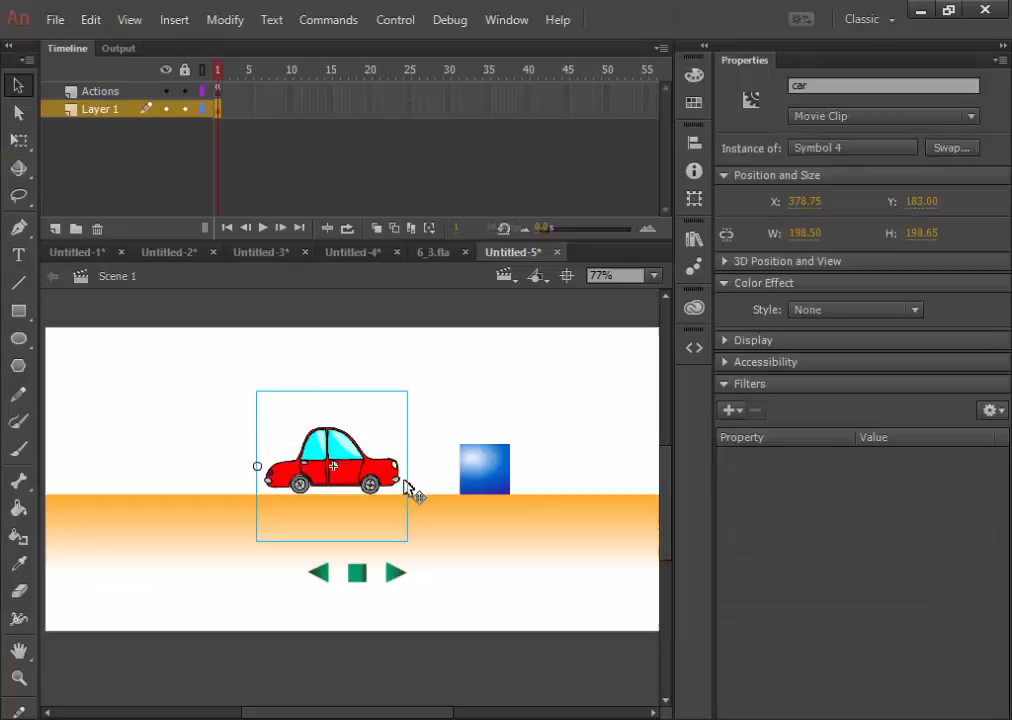 An File Edit View Insert Modify Text Commands Control Debug Window Help Classic
Timeline Output
Properties
1 5 10 15 20 25 30 35 40 45 50 55
car
Actions
Layer 1
Movie Clip
Instance of: Symbol 4 Swap...
Position and Size
X: 378.75 Y: 183.00
1 0.0 s
W: 198.50 H: 198.65
Untitled-1* × Untitled-2* × Untitled-3* × Untitled-4* × 6_3.fla × Untitled-5* ×
3D Position and View
Scene 1 77%
Color Effect
Style: None
Display
Accessibility
Filters
Property Value